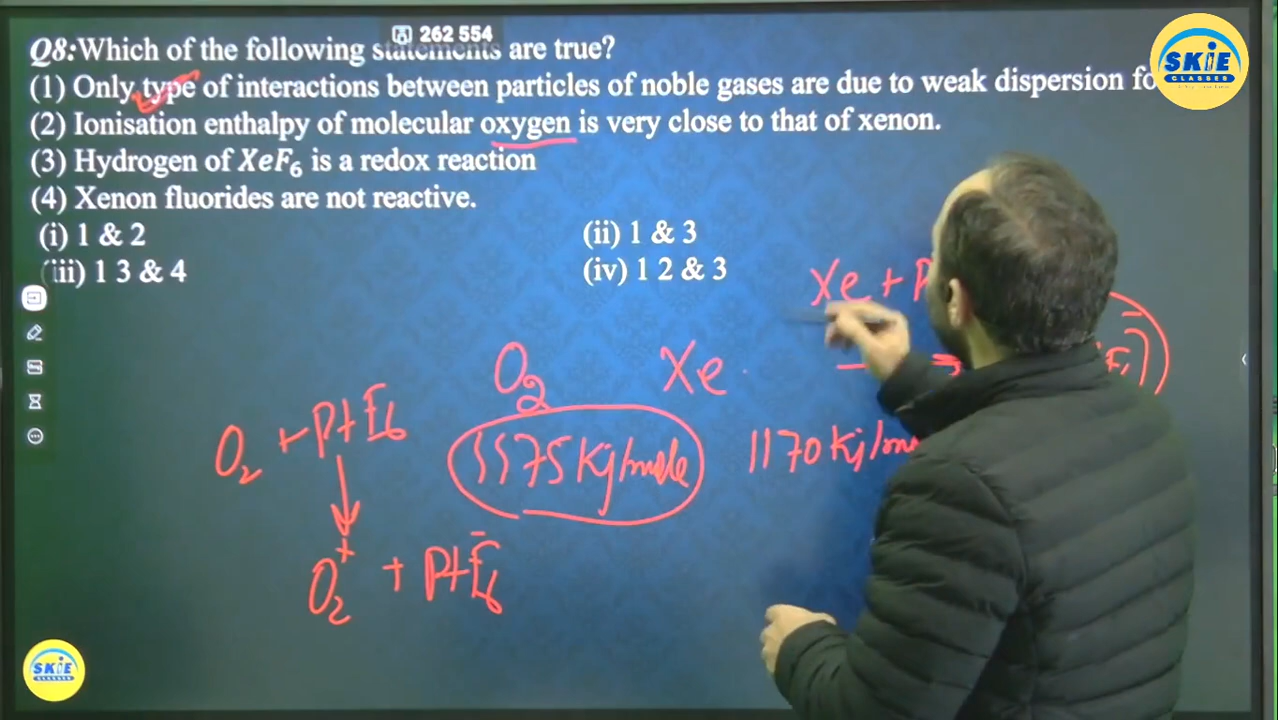 262 554
Q8:Which of the following statements are true?
(1) Only type of interactions between particles of noble gases are due to weak dispersion fo
(2) Ionisation enthalpy of molecular oxygen is very close to that of xenon.
(3) Hydrogen of XeF₆ is a redox reaction
(4) Xenon fluorides are not reactive.
(i) 1 & 2 (ii) 1 & 3
(iii) 1 3 & 4 (iv) 1 2 & 3
Xe + P
O₂ Xe
O₂ + PtF₆
1175 Kj/mole 1170 Kj/mo
O₂⁺ + PtF₆⁻
SKiE
CLASSES
SKiE
CLASSES